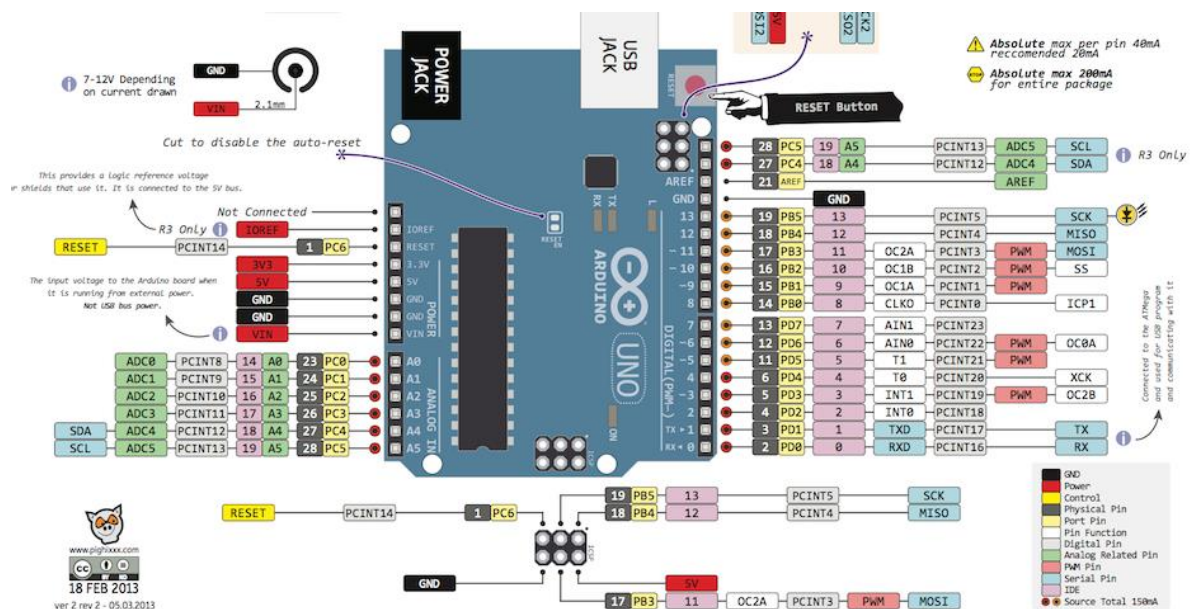 OSI2
5V
SO2
CK2
Absolute max per pin 40mA
reccomended 20mA
Absolute max 200mA
for entire package
7-12V Depending
on current drawn
GND
VIN
2.1mm
POWER
JACK
USB
JACK
RESET
RESET Button
Cut to disable the auto-reset
This provides a logic reference voltage
r shields that use it. It is connected to the 5V bus.
Not Connected
R3 Only
IOREF
RESET PCINT14 1 PC6
3V3
5V
GND
GND
VIN
The input voltage to the Arduino board when
it is running from external power.
Not USB bus power.
IOREF
RESET
3.3V
5V
GND
GND
VIN
POWER
RESET
EN
RX
TX
L
ARDUINO
UNO
ON
ICSP
A0
A1
A2
A3
A4
A5
ANALOG IN
AREF
GND
13
12
~11
~10
~9
8
7
~6
~5
4
~3
2
TX ▸ 1
RX ◂ 0
DIGITAL (PWM~)
28 PC5 19 A5 PCINT13 ADC5 SCL
27 PC4 18 A4 PCINT12 ADC4 SDA
R3 Only
21 AREF AREF
GND
19 PB5 13 PCINT5 SCK
18 PB4 12 PCINT4 MISO
17 PB3 11 OC2A PCINT3 PWM MOSI
16 PB2 10 OC1B PCINT2 PWM SS
15 PB1 9 OC1A PCINT1 PWM
14 PB0 8 CLKO PCINT0 ICP1
13 PD7 7 AIN1 PCINT23
12 PD6 6 AIN0 PCINT22 PWM OC0A
11 PD5 5 T1 PCINT21 PWM
6 PD4 4 T0 PCINT20 XCK
5 PD3 3 INT1 PCINT19 PWM OC2B
4 PD2 2 INT0 PCINT18
3 PD1 1 TXD PCINT17 TX
2 PD0 0 RXD PCINT16 RX
Connected to the ATMega
and used for USB program
and communicating with it
ADC0 PCINT8 14 A0 23 PC0
ADC1 PCINT9 15 A1 24 PC1
ADC2 PCINT10 16 A2 25 PC2
ADC3 PCINT11 17 A3 26 PC3
SDA ADC4 PCINT12 18 A4 27 PC4
SCL ADC5 PCINT13 19 A5 28 PC5
19 PB5 13 PCINT5 SCK
18 PB4 12 PCINT4 MISO
RESET PCINT14 1 PC6
ICSP
GND
5V
17 PB3 11 OC2A PCINT3 PWM MOSI
GND
Power
Control
Physical Pin
Port Pin
Pin Function
Digital Pin
Analog Related Pin
PWM Pin
Serial Pin
IDE
Source Total 150mA
www.pighixxx.com
cc
BY ND
18 FEB 2013
ver 2 rev 2 - 05.03.2013